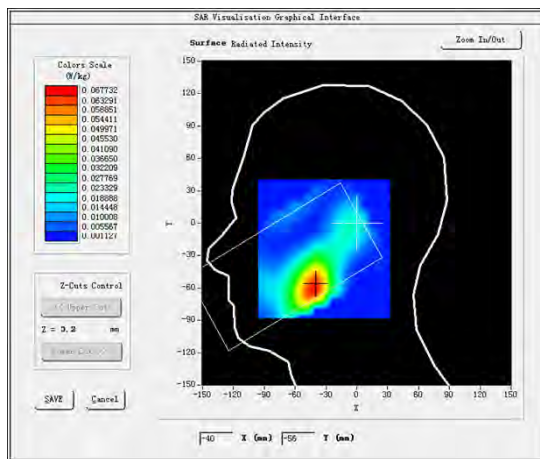 SAR Visualisation Graphical Interface
Surface Radiated Intensity
Zoom In/Out
Colors Scale
(W/kg)
0.067732
0.063291
0.058851
0.054411
0.049971
0.045530
0.041090
0.036650
0.032209
0.027769
0.023329
0.018888
0.014448
0.010008
0.005567
0.001127
Z-Cuts Control
Z = 3.2 mm
SAVE
Cancel
150
120
90
60
30
0
-30
-60
-90
-120
-150
Y
-150 -120 -90 -60 -30 0 30 60 90 120 150
X
-40 X (mm) -56 Y (mm)